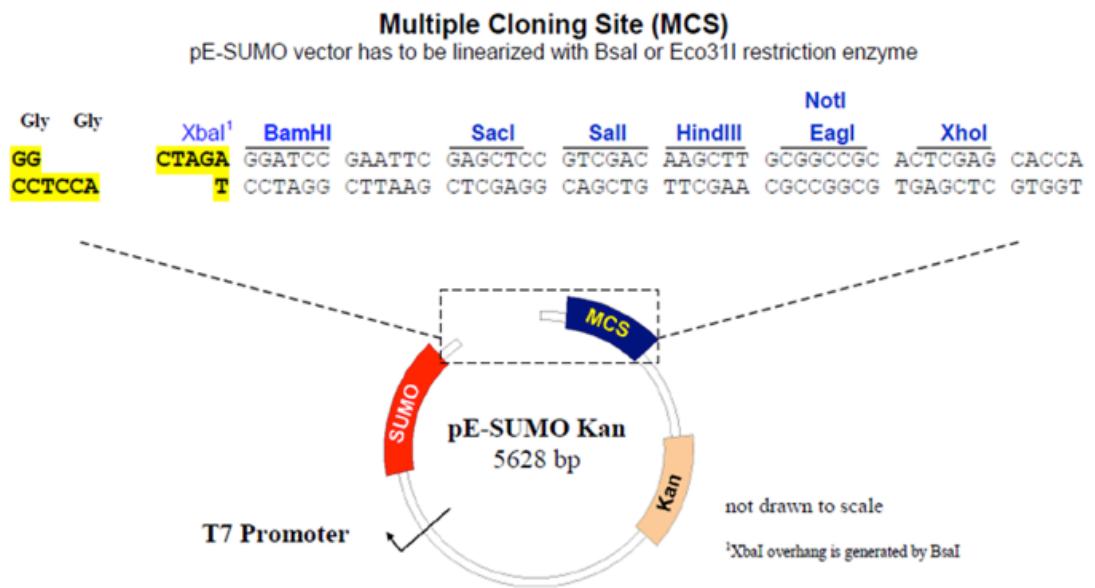 Multiple Cloning Site (MCS)
pE-SUMO vector has to be linearized with BsaI or Eco31I restriction enzyme
NotI
Gly Gly
XbaI¹ BamHI SacI SalI HindIII EagI XhoI
GG CTAGA GGATCC GAATTC GAGCTCC GTCGAC AAGCTT GCGGCCGC ACTCGAG CACCA
CCTCCA T CCTAGG CTTAAG CTCGAGG CAGCTG TTCGAA CGCCGGCG TGAGCTC GTGGT
MCS
SUMO
pE-SUMO Kan
5628 bp
Kan
not drawn to scale
T7 Promoter
¹XbaI overhang is generated by BsaI